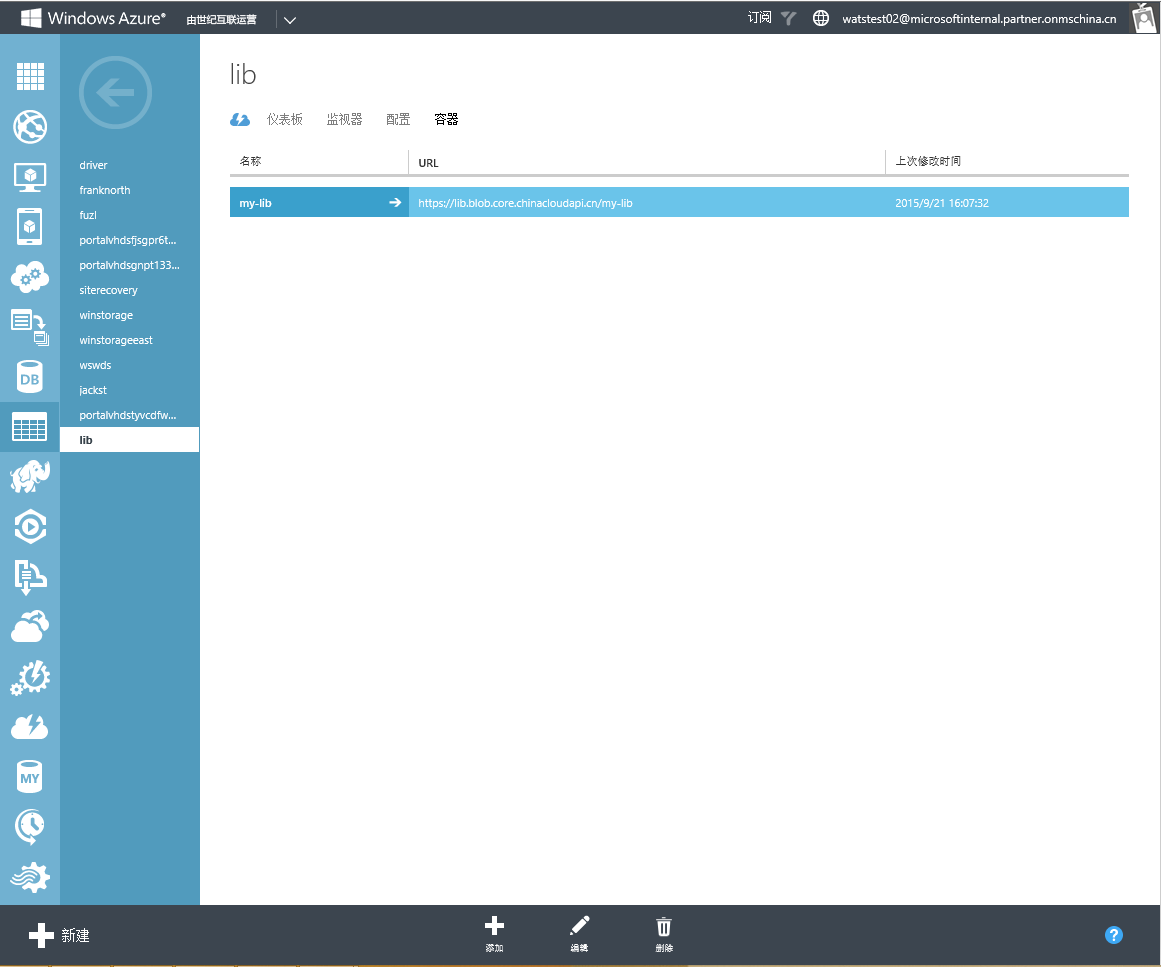 Windows Azure® 由世纪互联运营 订阅 watstest02@microsoftinternal.partner.onmschina.cn
lib
仪表板 监视器 配置 容器
名称 URL 上次修改时间
my-lib https://lib.blob.core.chinacloudapi.cn/my-lib 2015/9/21 16:07:32
driver
franknorth
fuzl
portalvhdsfjsgpr6t...
portalvhdsgnpt133...
siterecovery
winstorage
winstorageeast
wswds
jackst
portalvhdstyvcdfw...
lib
DB
MY
新建 添加 编辑 删除 ?